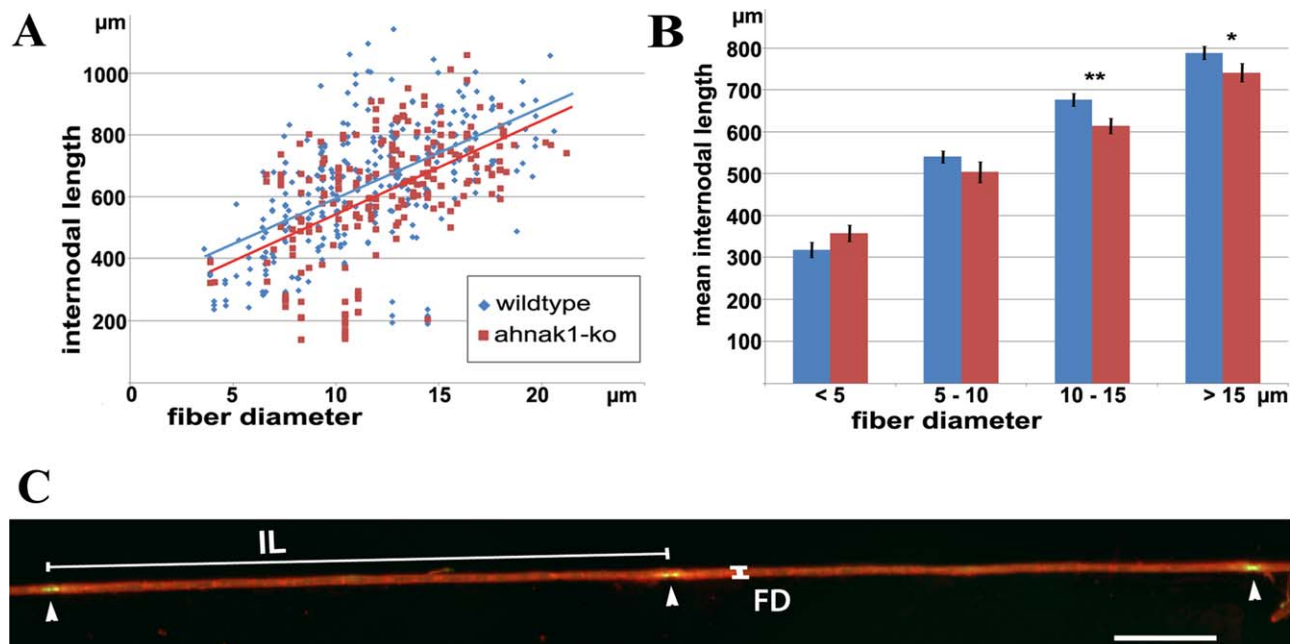 A
µm
1000
800
600
400
200
internodal length
wildtype
ahnak1-ko
0 5 10 15 20 µm
fiber diameter
B
µm
800
700
600
500
400
300
200
100
mean internodal length
**
*
< 5 5 - 10 10 - 15 > 15 µm
fiber diameter
C
IL
FD